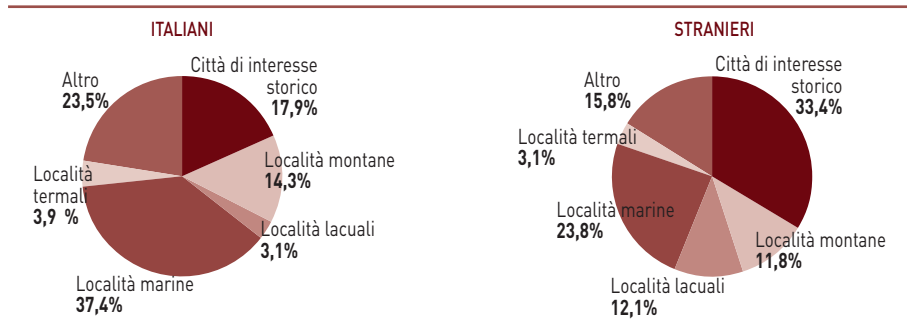 ITALIANI
Città di interesse
storico
17,9%
Località montane
14,3%
Località lacuali
3,1%
Località marine
37,4%
Località
termali
3,9 %
Altro
23,5%
STRANIERI
Città di interesse
storico
33,4%
Località montane
11,8%
Località lacuali
12,1%
Località marine
23,8%
Località termali
3,1%
Altro
15,8%